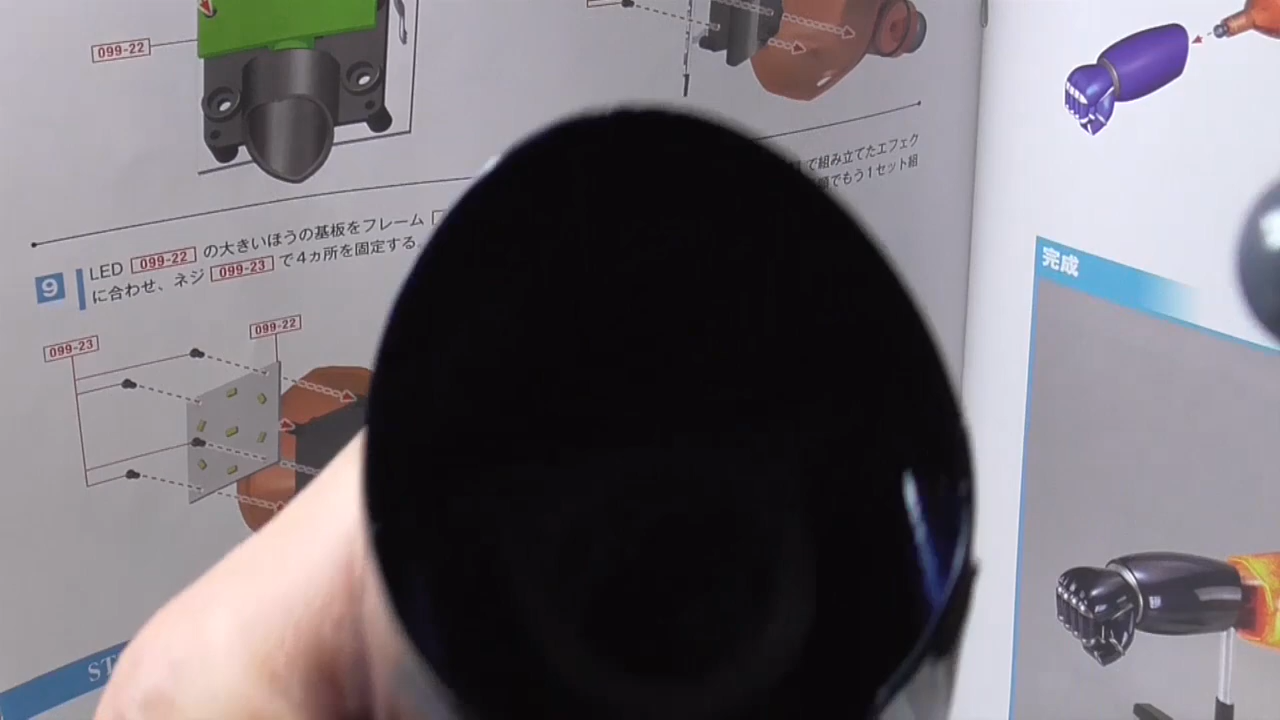 099-22
で組み立てたエフェク
でもう1セット組
9
LED 099-22 の大きいほうの基板をフレーム
に合わせ、ネジ 099-23 で4ヵ所を固定する。
099-22
099-23
完成
ST